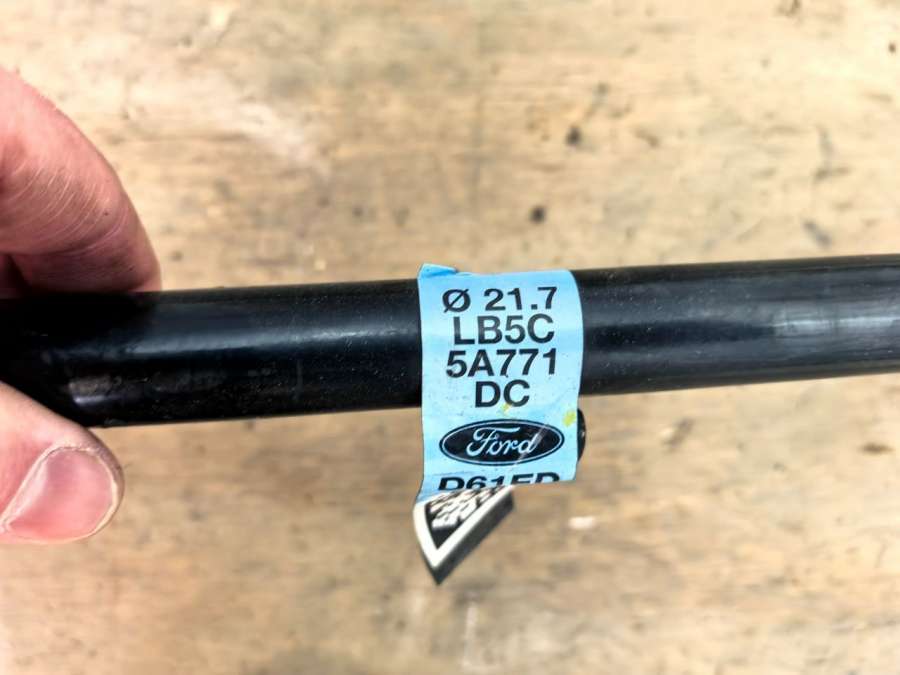 Ø 21.7
LB5C
5A771
DC
Ford